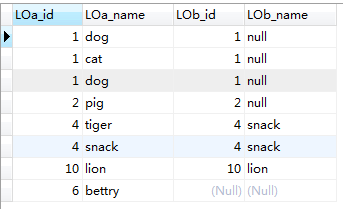 LOa_id LOa_name LOb_id LOb_name
1 dog 1 null
1 cat 1 null
1 dog 1 null
2 pig 2 null
4 tiger 4 snack
4 snack 4 snack
10 lion 10 lion
6 bettry (Null) (Null)